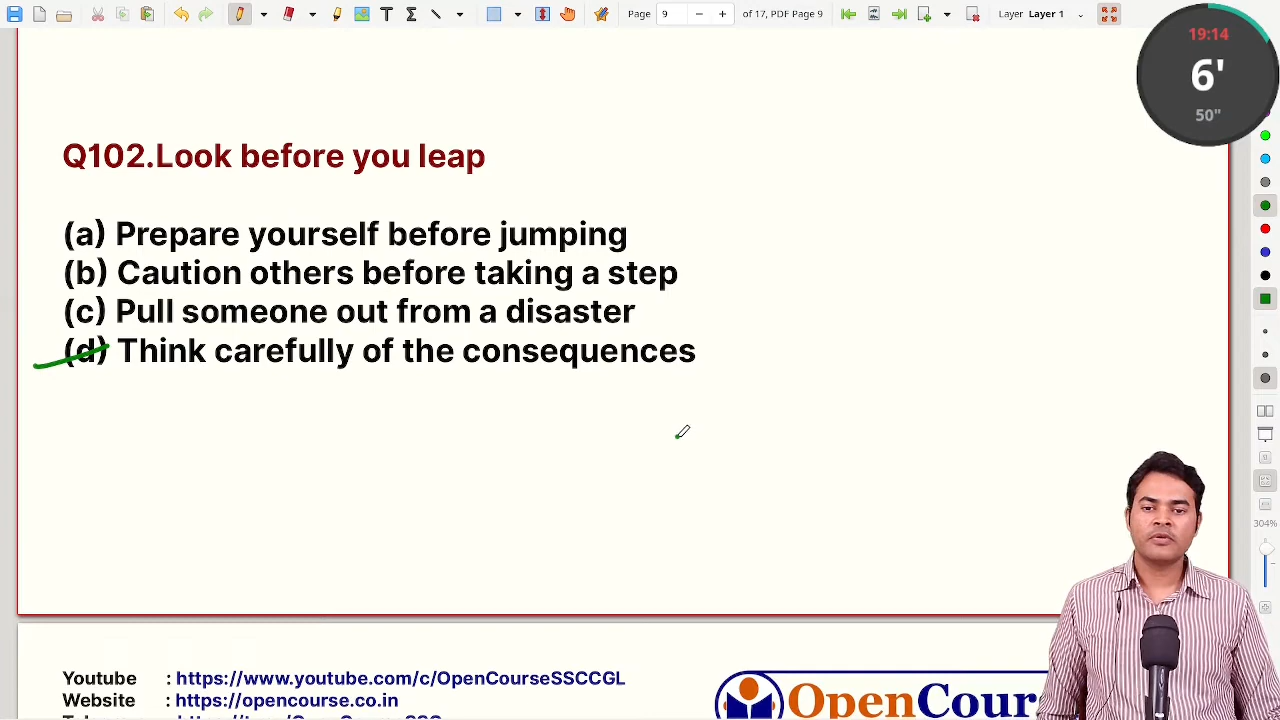 Page 9 of 11, PDF Page 9 Layer Layer 1
19:14
6'
50"
Q102.Look before you leap
(a) Prepare yourself before jumping
(b) Caution others before taking a step
(c) Pull someone out from a disaster
(d) Think carefully of the consequences
304%
Youtube : https://www.youtube.com/c/OpenCourseSSCCGL
Website : https://opencourse.co.in
OpenCour